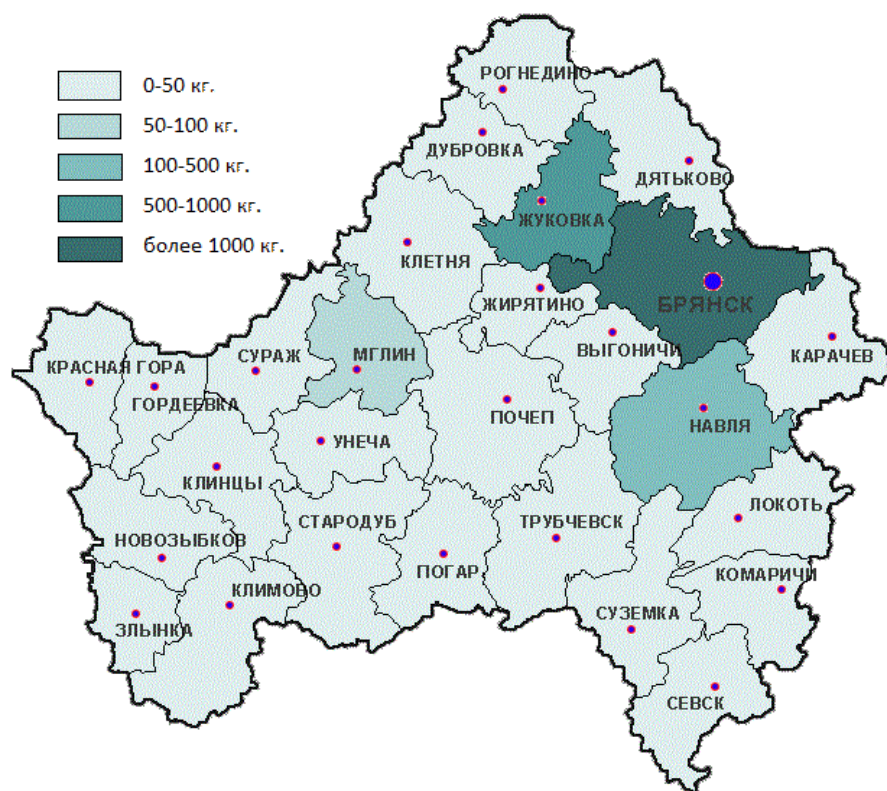 0-50 кг.
50-100 кг.
100-500 кг.
500-1000 кг.
более 1000 кг.
РОГНЕДИНО
ДУБРОВКА
ДЯТЬКОВО
ЖУКОВКА
КЛЕТНЯ
ЖИРЯТИНО
БРЯНСК
ВЫГОНИЧИ
КАРАЧЕВ
СУРАЖ
МГЛИН
КРАСНАЯ ГОРА
ГОРДЕЕВКА
ПОЧЕП
НАВЛЯ
УНЕЧА
КЛИНЦЫ
ЛОКОТЬ
СТАРОДУБ
ТРУБЧЕВСК
НОВОЗЫБКОВ
ПОГАР
КОМАРИЧИ
КЛИМОВО
СУЗЕМКА
ЗЛЫНКА
СЕВСК